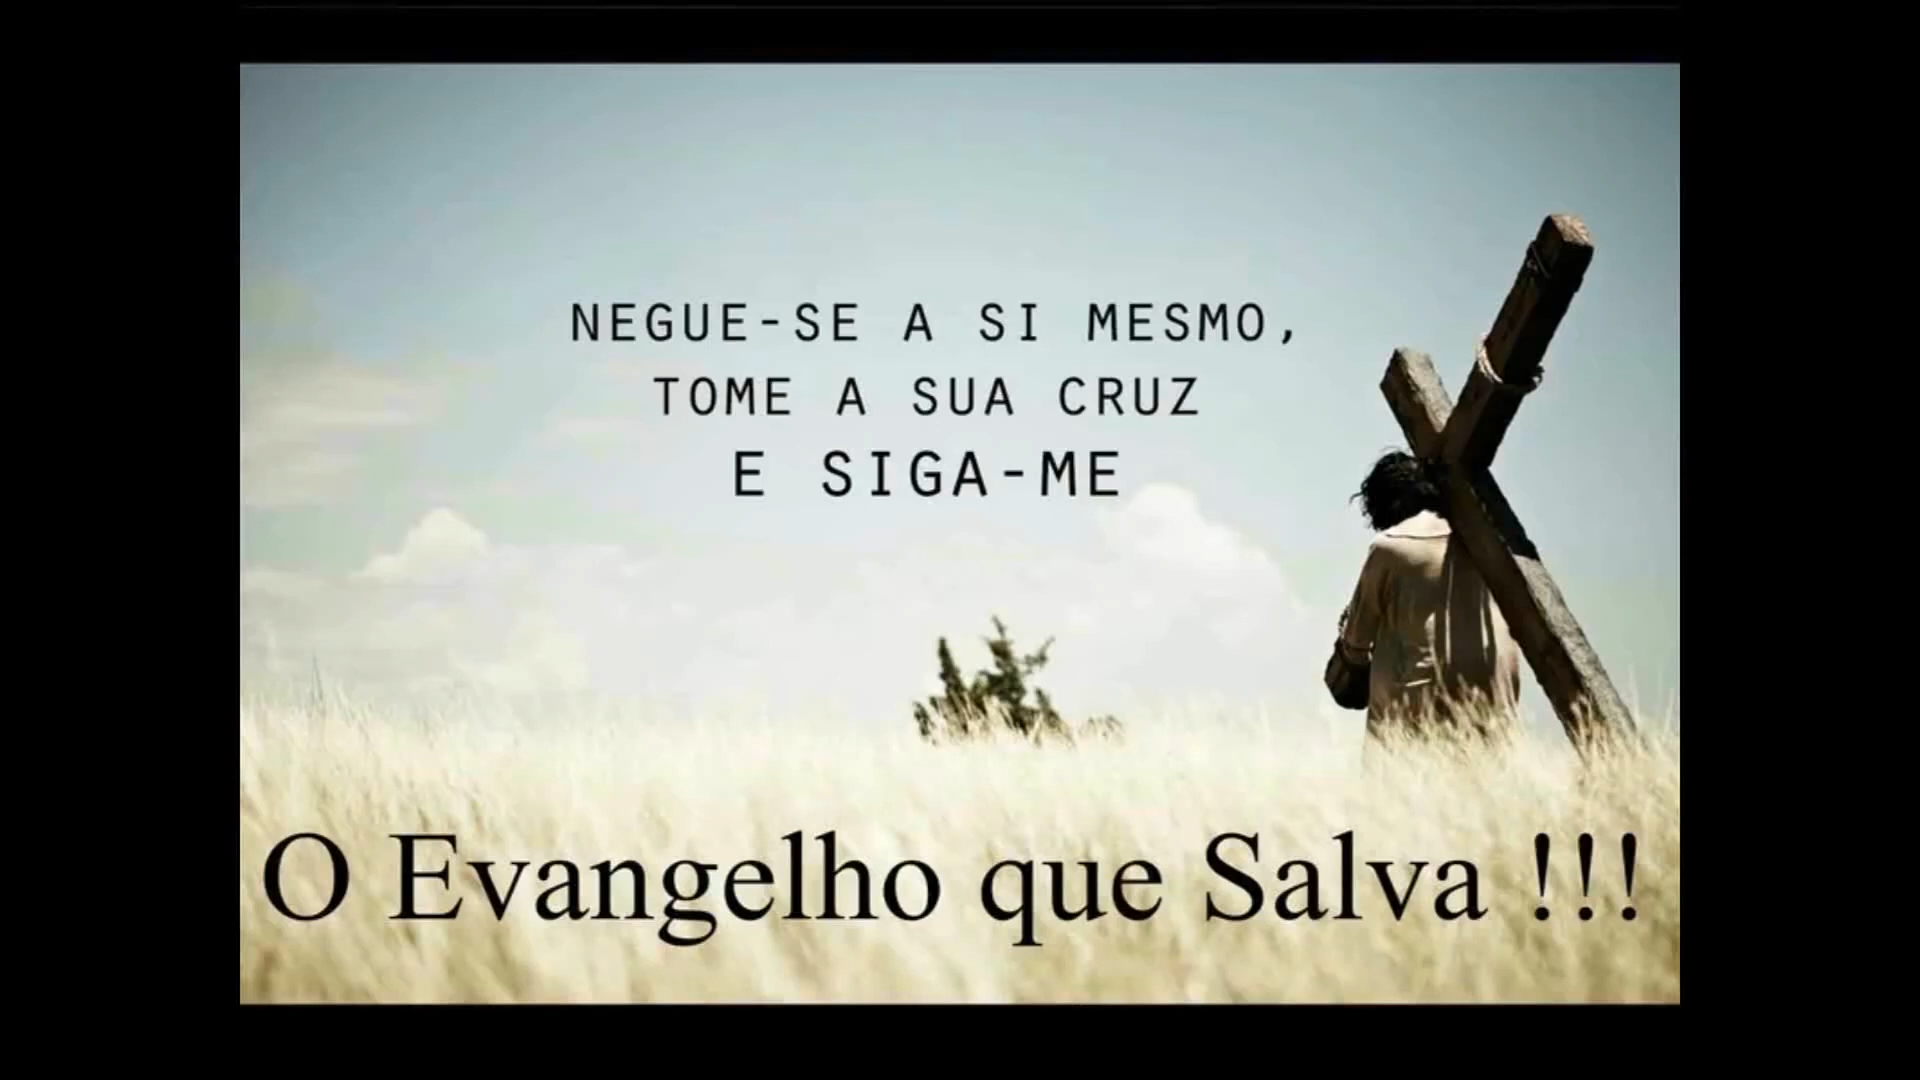 NEGUE-SE A SI MESMO,
TOME A SUA CRUZ
E SIGA-ME
O Evangelho que Salva !!!